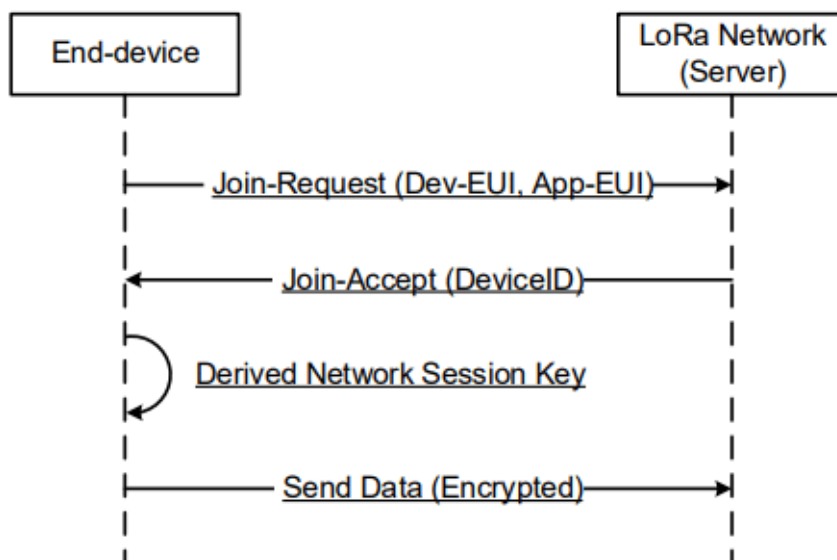 End-device
LoRa Network
(Server)
Join-Request (Dev-EUI, App-EUI)
Join-Accept (DeviceID)
Derived Network Session Key
Send Data (Encrypted)